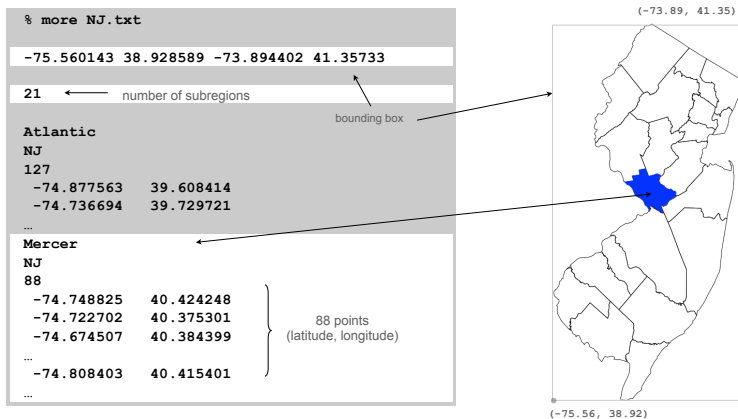 % more NJ.txt
-75.560143 38.928589 -73.894402 41.35733
21
number of subregions
bounding box
Atlantic
NJ
127
-74.877563 39.608414
-74.736694 39.729721
…
Mercer
NJ
88
-74.748825 40.424248
-74.722702 40.375301
-74.674507 40.384399
…
-74.808403 40.415401
…
88 points
(latitude, longitude)
(-73.89, 41.35)
(-75.56, 38.92)